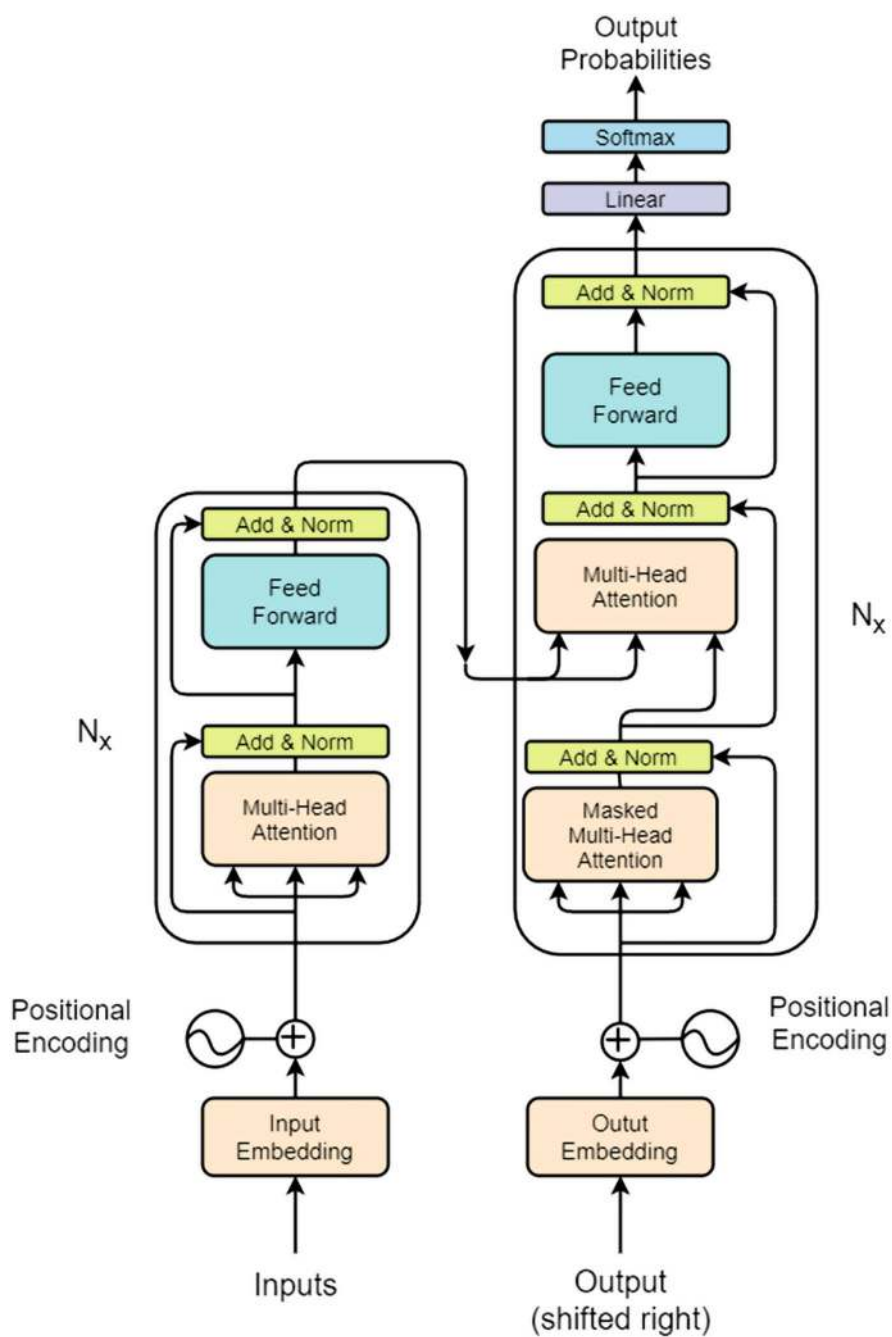 Output
Probabilities
Softmax
Linear
Add & Norm
Feed
Forward
Add & Norm
Multi-Head
Attention
Nx
Add & Norm
Masked
Multi-Head
Attention
Add & Norm
Feed
Forward
Nx
Add & Norm
Multi-Head
Attention
Positional
Encoding
Positional
Encoding
Input
Embedding
Outut
Embedding
Inputs
Output
(shifted right)